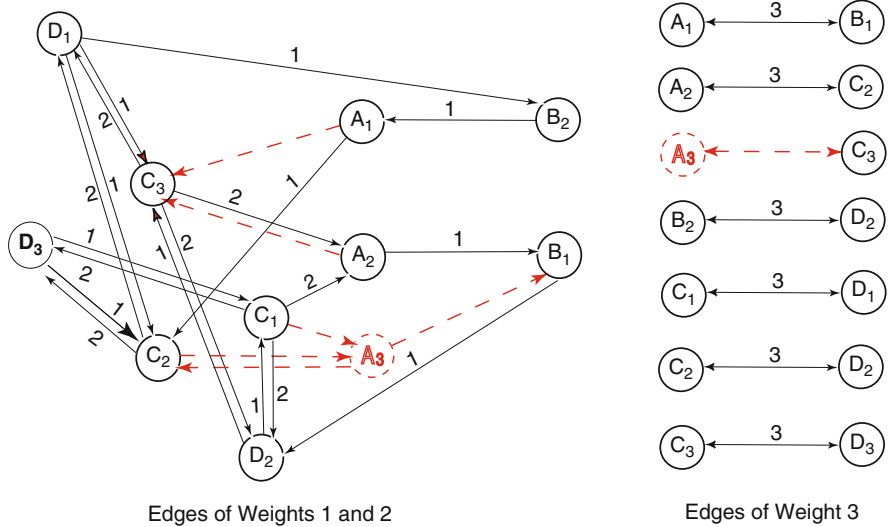 D1
1
1
2
A1
1
B2
C3
1
2
2
1
D3
1
2
1 2
A2
1
B1
2
C1
1
2
C2
A3
1
1 2
D2
Edges of Weights 1 and 2
A1 3 B1
A2 3 C2
A3 C3
B2 3 D2
C1 3 D1
C2 3 D2
C3 3 D3
Edges of Weight 3